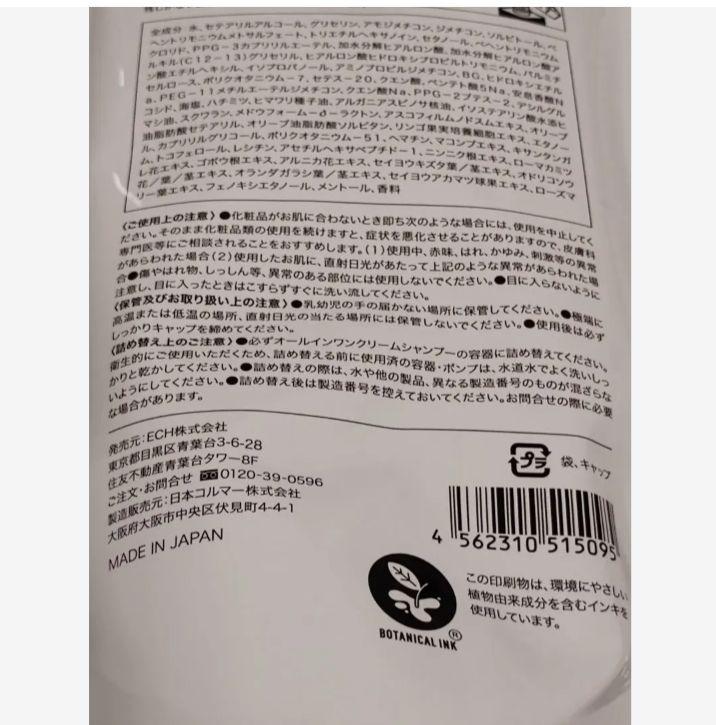 全成分 水、セテアリルアルコール、グリセリン、アモジメチコン、ジメチコン、ソルビトール、ベ
ヘントリモニウムメトサルフェート、トリエチルヘキサノイン、セタノール、ベヘントリモニウム
クロリド、PPG-3カプリリルエーテル、加水分解ヒアルロン酸、加水分解ヒアルロン酸ア
ルキル(C12-13)グリセリル、ヒアルロン酸ヒドロキシプロピルトリモニウム、パルミチ
ン酸エチルヘキシル、イソプロパノール、アミノプロピルジメチコン、BG、ヒドロキシエチル
セルロース、ポリクオタニウム-7、セテス-20、クエン酸、ペンテト酸5Na、安息香酸N
a、PEG-11メチルエーテルジメチコン、クエン酸Na、PPG-2ブテス-2、アシルグル
コシド、海塩、ハチミツ、ヒマワリ種子油、アルガニアスピノサ核油、イソステアリン酸水添ヒ
マシ油、スクワラン、メドウフォーム-δ-ラクトン、アスコフィルムノドスムエキス、オリーブ
油脂肪酸セテアリル、オリーブ油脂肪酸ソルビタン、リンゴ果実培養細胞エキス、エタノー
ル、カプリリルグリコール、ポリクオタニウム-51、ヘマチン、マコンブエキス、キサンタンガ
ム、トコフェロール、レシチン、アセチルヘキサペプチド-1、ニンニク根エキス、ローマカミツ
レ花エキス、ゴボウ根エキス、アルニカ花エキス、セイヨウキズタ葉/茎エキス、オドリコソウ
花/葉/茎エキス、オランダガラシ葉/茎エキス、セイヨウアカマツ球果エキス、ローズマ
リー葉エキス、フェノキシエタノール、メントール、香料
〈ご使用上の注意〉●化粧品がお肌に合わないとき即ち次のような場合には、使用を中止してく
ださい。そのまま化粧品類の使用を続けますと、症状を悪化させることがありますので、皮膚科
専門医等にご相談されることをおすすめします。(1)使用中、赤味、はれ、かゆみ、刺激等の異常
があらわれた場合(2)使用したお肌に、直射日光があたって上記のような異常があらわれた場
合●傷やはれ物、しっしん等、異常のある部位には使用しないでください。●目に入らないように
注意し、目に入ったときはこすらずすぐに洗い流してください。
〈保管及びお取り扱い上の注意〉●乳幼児の手の届かない場所に保管してください。●極端に
高温または低温の場所、直射日光の当たる場所には保管しないでください。●使用後は必ず
しっかりキャップを締めてください。
〈詰め替え上のご注意〉●必ずオールインワンクリームシャンプーの容器に詰め替えてください。
衛生的にご使用いただくため、詰め替える前に使用済の容器・ポンプは、水道水でよく洗いしっ
かりと乾かしてください。●詰め替えの際は、水や他の製品、異なる製造番号のものが混ざらな
いようにしてください。●詰め替え後は製造番号を控えておいてください。お問合せの際に必要
な場合があります。
発売元:ECH株式会社
東京都目黒区青葉台3-6-28
住友不動産青葉台タワー8F
ご注文・お問合せ 0120-39-0596
製造販売元:日本コルマー株式会社
大阪府大阪市中央区伏見町4-4-1
MADE IN JAPAN
プラ 袋、キャップ
4 562310 515095
この印刷物は、環境にやさしい
植物由来成分を含むインキを
使用しています。
BOTANICAL INK®